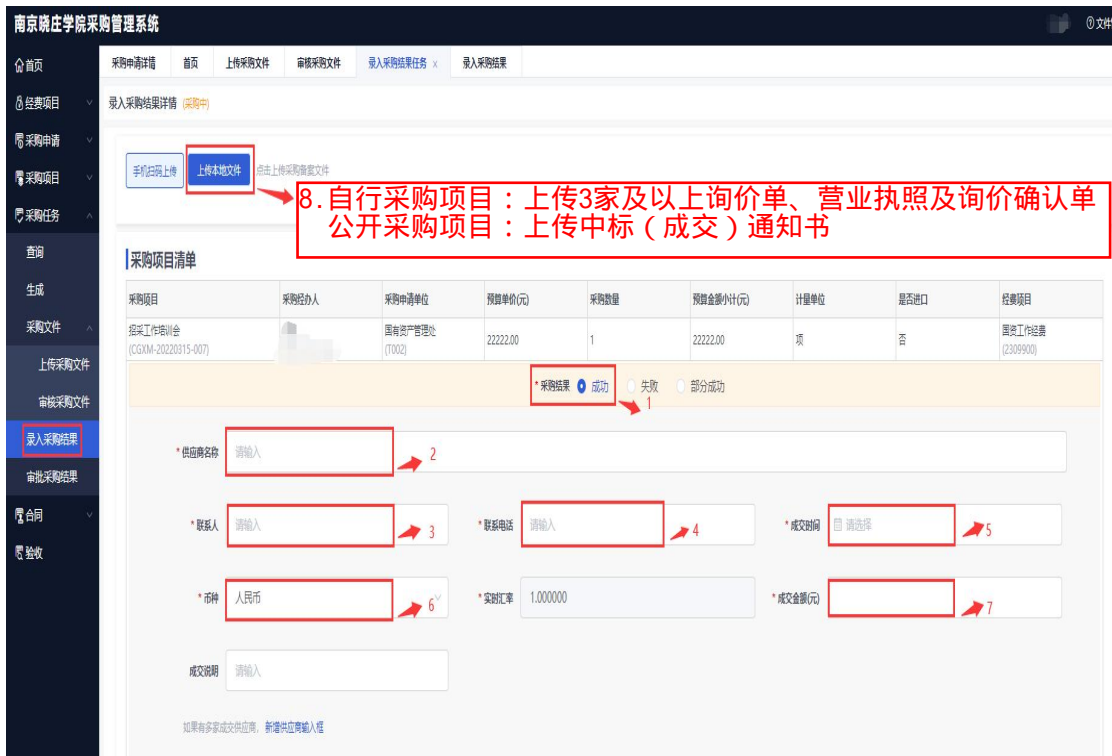 南京晓庄学院采购管理系统
文件
首页
采购申请详情 首页 上传采购文件 审核采购文件 录入采购结果任务 × 录入采购结果
经费项目
录入采购结果详情 (采购中)
采购申请
手机扫码上传 上传本地文件 点击上传采购备案文件
采购项目
8.自行采购项目：上传3家及以上询价单、营业执照及询价确认单
公开采购项目：上传中标（成交）通知书
采购任务
查询
采购项目清单
生成
采购项目 采购经办人 采购申请单位 预算单价(元) 采购数量 预算金额小计(元) 计量单位 是否进口 经费项目
采购文件
招采工作培训会 国有资产管理处 22222.00 1 22222.00 项 否 国资工作经费
(CGXM-20220315-007) (T002) (2309900)
上传采购文件
审核采购文件
* 采购结果 成功 失败 部分成功
1
录入采购结果
* 供应商名称 请输入 2
审批采购结果
合同
* 联系人 请输入 3 * 联系电话 请输入 4 * 成交时间 请选择 5
验收
* 币种 人民币 6 * 实时汇率 1.000000 * 成交金额(元) 7
成交说明 请输入
如果有多家成交供应商, 新增供应商输入框